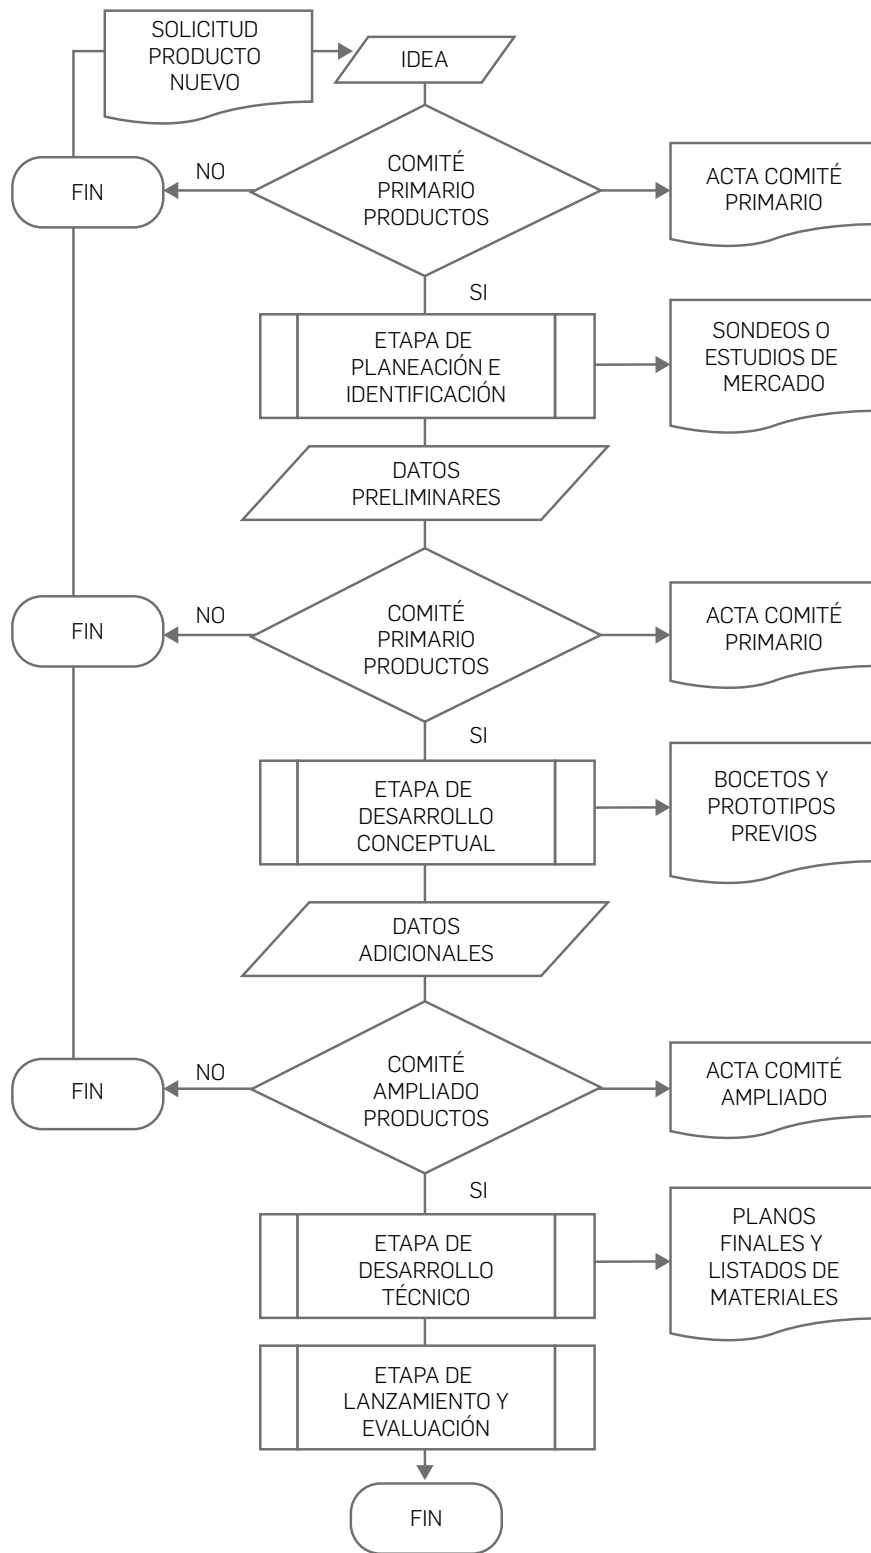 SOLICITUD
PRODUCTO
NUEVO
IDEA
FIN
NO
COMITÉ
PRIMARIO
PRODUCTOS
ACTA COMITÉ
PRIMARIO
SI
ETAPA DE
PLANEACIÓN E
IDENTIFICACIÓN
SONDEOS O
ESTUDIOS DE
MERCADO
DATOS
PRELIMINARES
FIN
NO
COMITÉ
PRIMARIO
PRODUCTOS
ACTA COMITÉ
PRIMARIO
SI
ETAPA DE
DESARROLLO
CONCEPTUAL
BOCETOS Y
PROTOTIPOS
PREVIOS
DATOS
ADICIONALES
FIN
NO
COMITÉ
AMPLIADO
PRODUCTOS
ACTA COMITÉ
AMPLIADO
SI
ETAPA DE
DESARROLLO
TÉCNICO
PLANOS
FINALES Y
LISTADOS DE
MATERIALES
ETAPA DE
LANZAMIENTO Y
EVALUACIÓN
FIN